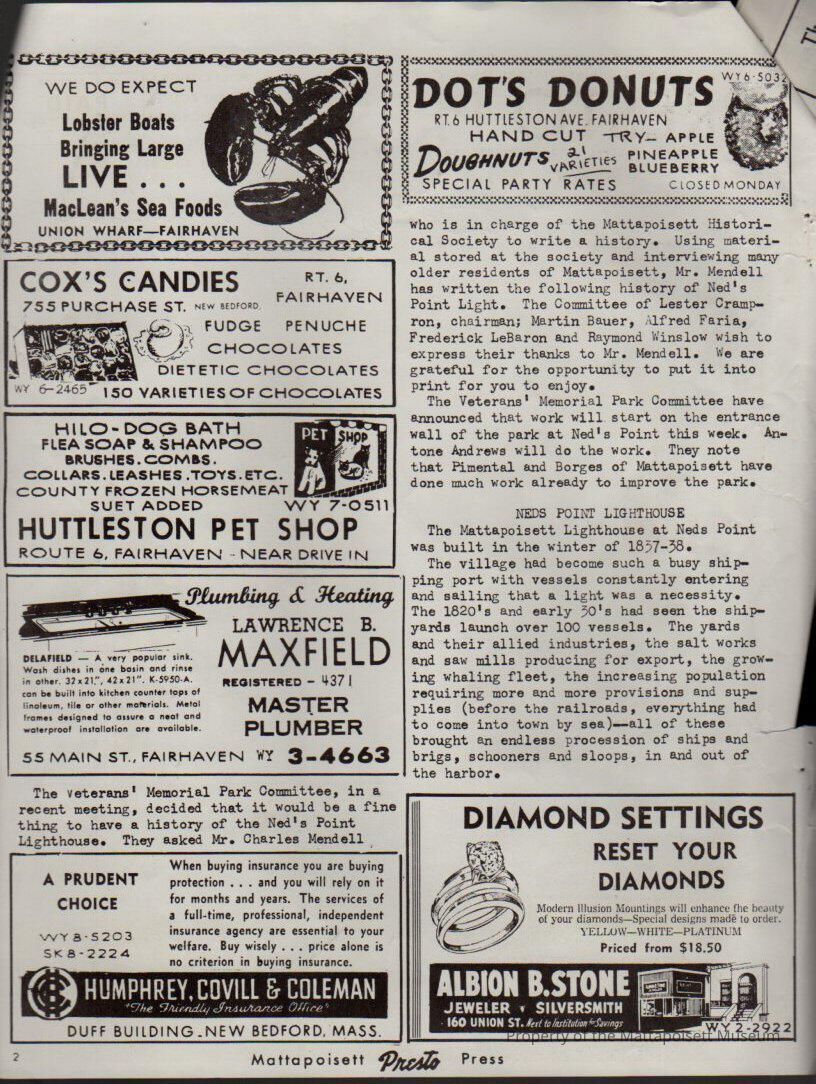 WE DO EXPECT
Lobster Boats
Bringing Large
LIVE . . .
MacLean's Sea Foods
UNION WHARF—FAIRHAVEN
COX'S CANDIES
RT. 6,
FAIRHAVEN
755 PURCHASE ST. NEW BEDFORD.
FUDGE PENUCHE
CHOCOLATES
DIETETIC CHOCOLATES
WY 6-2465 150 VARIETIES OF CHOCOLATES
HILO-DOG BATH
FLEA SOAP & SHAMPOO
BRUSHES. COMBS.
COLLARS. LEASHES. TOYS. ETC.
COUNTY FROZEN HORSEMEAT
SUET ADDED WY 7-0511
PET SHOP
HUTTLESTON PET SHOP
ROUTE 6, FAIRHAVEN - NEAR DRIVE IN
Plumbing & Heating
LAWRENCE B.
MAXFIELD
REGISTERED - 4371
MASTER
PLUMBER
DELAFIELD — A very popular sink.
Wash dishes in one basin and rinse
in other. 32x21", 42x21". K-5950-A.
can be built into kitchen counter tops of
linoleum, tile or other materials. Metal
frames designed to assure a neat and
waterproof installation are available.
55 MAIN ST., FAIRHAVEN WY 3-4663
The Veterans' Memorial Park Committee, in a
recent meeting, decided that it would be a fine
thing to have a history of the Ned's Point
Lighthouse. They asked Mr. Charles Mendell
A PRUDENT
CHOICE
WY 8-5203
SK 8-2224
When buying insurance you are buying
protection . . . and you will rely on it
for months and years. The services of
a full-time, professional, independent
insurance agency are essential to your
welfare. Buy wisely . . . price alone is
no criterion in buying insurance.
HUMPHREY, COVILL & COLEMAN
"The Friendly Insurance Office"
DUFF BUILDING - NEW BEDFORD, MASS.
DOT'S DONUTS
WY 6-5032
RT. 6 HUTTLESTON AVE. FAIRHAVEN
HAND CUT TRY— APPLE
DOUGHNUTS 21 VARIETIES PINEAPPLE
BLUEBERRY
SPECIAL PARTY RATES CLOSED MONDAY
who is in charge of the Mattapoisett Histori-
cal Society to write a history. Using materi-
al stored at the society and interviewing many
older residents of Mattapoisett, Mr. Mendell
has written the following history of Ned's
Point Light. The Committee of Lester Cramp-
ron, chairman; Martin Bauer, Alfred Faria,
Frederick LeBaron and Raymond Winslow wish to
express their thanks to Mr. Mendell. We are
grateful for the opportunity to put it into
print for you to enjoy.
The Veterans' Memorial Park Committee have
announced that work will start on the entrance
wall of the park at Ned's Point this week. An-
tone Andrews will do the work. They note
that Pimental and Borges of Mattapoisett have
done much work already to improve the park.
NEDS POINT LIGHTHOUSE
The Mattapoisett Lighthouse at Neds Point
was built in the winter of 1837-38.
The village had become such a busy ship-
ping port with vessels constantly entering
and sailing that a light was a necessity.
The 1820's and early 30's had seen the ship-
yards launch over 100 vessels. The yards
and their allied industries, the salt works
and saw mills producing for export, the grow-
ing whaling fleet, the increasing population
requiring more and more provisions and sup-
plies (before the railroads, everything had
to come into town by sea)—all of these
brought an endless procession of ships and
brigs, schooners and sloops, in and out of
the harbor.
DIAMOND SETTINGS
RESET YOUR
DIAMONDS
Modern Illusion Mountings will enhance the beauty
of your diamonds—Special designs made to order.
YELLOW—WHITE—PLATINUM
Priced from $18.50
ALBION B. STONE
JEWELER SILVERSMITH
160 UNION ST. Next to Institution for Savings
WY 2-2922
Property of the Mattapoisett Museum
2
Mattapoisett Presto Press